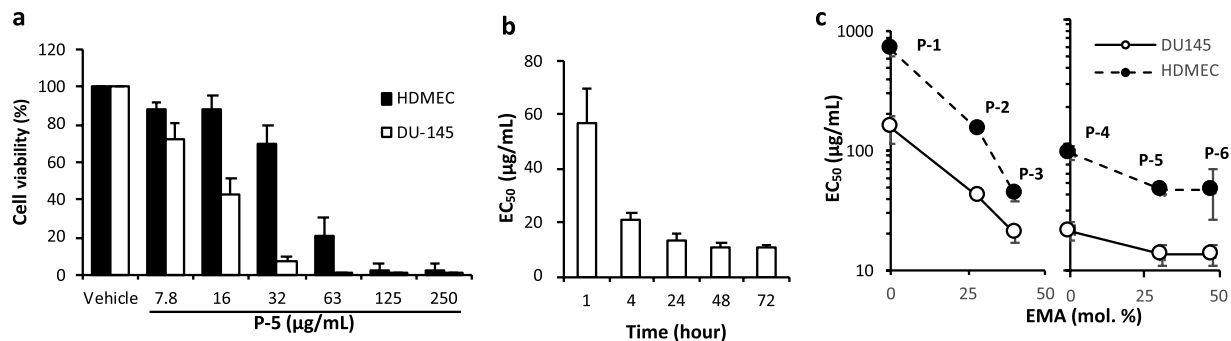 a
120
100
80
60
40
20
0
Cell viability (%)
HDMEC
DU-145
Vehicle 7.8 16 32 63 125 250
P-5 (μg/mL)
b
80
60
40
20
0
EC50 (μg/mL)
1 4 24 48 72
Time (hour)
c
1000
100
10
EC50 (μg/mL)
P-1
P-2
P-3
P-4
P-5
P-6
DU145
HDMEC
0 25 50 0 25 50
EMA (mol. %)